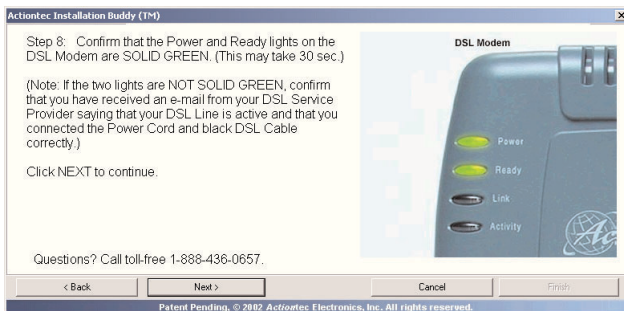 Actiontec Installation Buddy (TM)
Step 8: Confirm that the Power and Ready lights on the
DSL Modem are SOLID GREEN. (This may take 30 sec.)
(Note: If the two lights are NOT SOLID GREEN, confirm
that you have received an e-mail from your DSL Service
Provider saying that your DSL Line is active and that you
connected the Power Cord and black DSL Cable
correctly.)
Click NEXT to continue.
Questions? Call toll-free 1-888-436-0657.
DSL Modem
Power
Ready
Link
Activity
< Back
Next >
Cancel
Finish
Patent Pending, © 2002 Actiontec Electronics, Inc. All rights reserved.